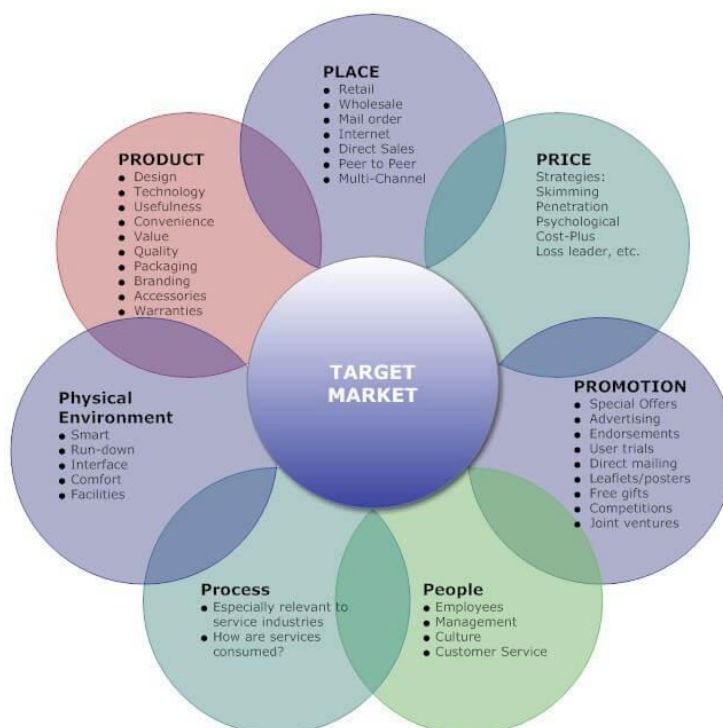 PLACE
● Retail
● Wholesale
● Mail order
● Internet
● Direct Sales
● Peer to Peer
● Multi-Channel
PRODUCT
● Design
● Technology
● Usefulness
● Convenience
● Value
● Quality
● Packaging
● Branding
● Accessories
● Warranties
PRICE
Strategies:
Skimming
Penetration
Psychological
Cost-Plus
Loss leader, etc.
TARGET
MARKET
Physical
Environment
● Smart
● Run-down
● Interface
● Comfort
● Facilities
PROMOTION
● Special Offers
● Advertising
● Endorsements
● User trials
● Direct mailing
● Leaflets/posters
● Free gifts
● Competitions
● Joint ventures
Process
● Especially relevant to
service industries
● How are services
consumed?
People
● Employees
● Management
● Culture
● Customer Service